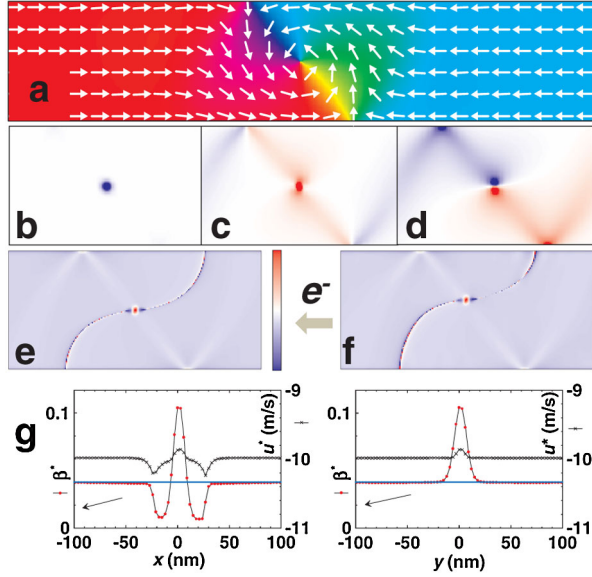 a
b c d
e e- f
g
0.1 -9 0.1 -9
β* u* (m/s) β* u* (m/s)
-10 -10
0 -11 0 -11
-100 -50 0 50 100 -100 -50 0 50 100
x (nm) y (nm)